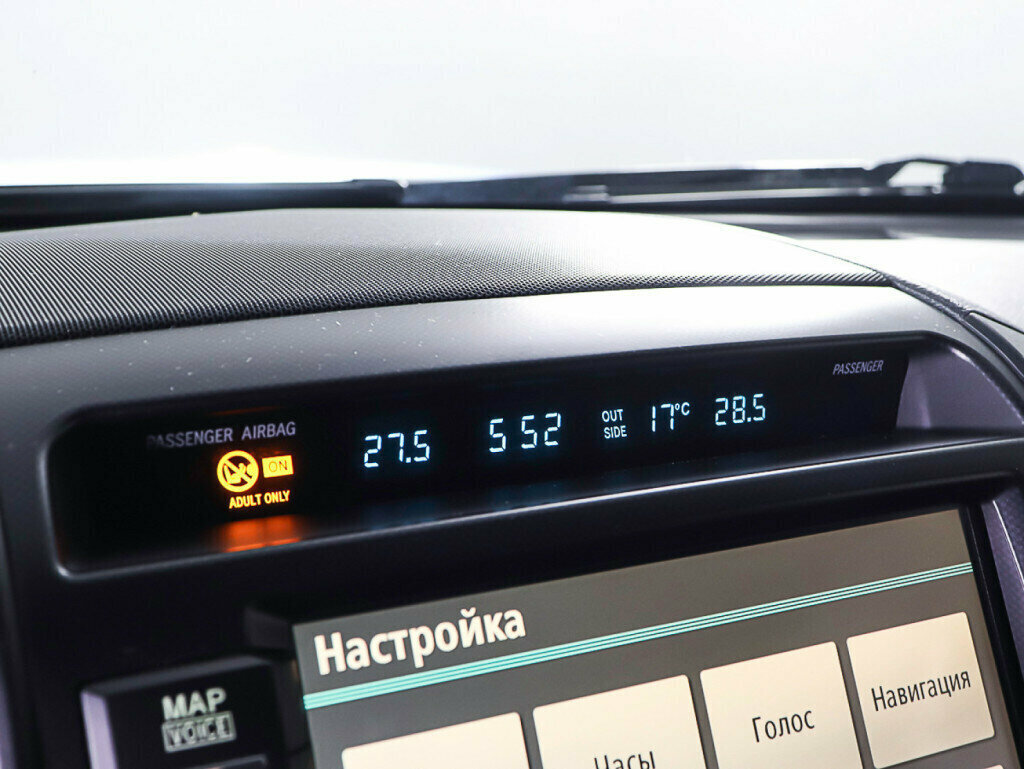 PASSENGER
PASSENGER AIRBAG
ON
ADULT ONLY
27.5
5 52
OUT
SIDE
17°C
28.5
Настройка
MAP
VOICE
Часы
Голос
Навигация